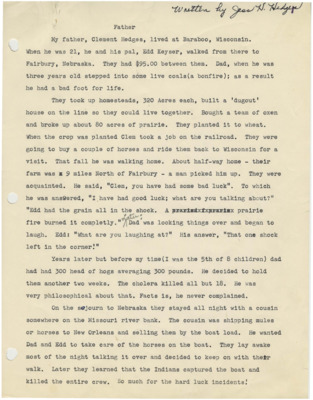 Written by Jess H. Hedges
Father
My father, Clement Hedges, lived at Baraboo, Wisconsin.
When he was 21, he and his pal, Edd Keyser, walked from there to
Fairbury, Nebraska. They had $95.00 between them. Dad, when he was
three years old stepped into some live coals(a bonfire); as a result
he had a bad foot for life.
They took up homesteads, 320 Acres each, built a 'dugout'
house on the line so they could live together. Bought a team of oxen
and broke up about 80 acres of prairie. They planted it to wheat.
When the crop was planted Clem took a job on the railroad. They were
going to buy a couple of horses and ride them back to Wisconsin for a
visit. That fall he was walking home. About half-way home - their
farm was 9 miles North of Fairbury - a man picked him up. They were
acquainted. He said, "Clem, you have had some bad luck". To which
he was answered, "I have had good luck; what are you talking about?"
"Edd had the grain all in the shock. A prairie
fire burned it completly." Dad was looking things over and began to
laugh. Edd: "What are you laughing at?" His answer, "That one shock
left in the corner!"
Years later but before my time(I was the 5th of 8 children) dad
had had 300 head of hogs averaging 300 pounds. He decided to hold
them another two weeks. The cholera killed all but 18. He was
very philosophical about that. Facts is, he never complained.
On the sojourn to Nebraska they stayed all night with a cousin
somewhere on the Missouri river bank. The cousin was shipping mules
or horses to New Orleans and selling them by the boat load. He wanted
Dad and Edd to take care of the horses on the boat. They lay awake
most of the night talking it over and decided to keep on with their
walk. Later they learned that the Indians captured the boat and
killed the entire crew. So much for the hard luck incidents!